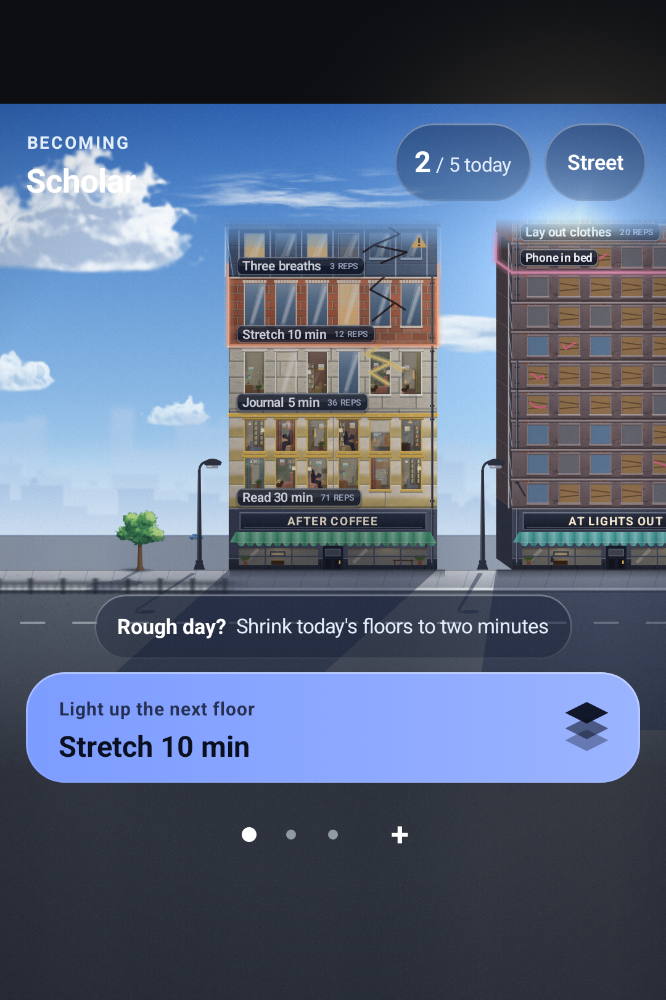 BECOMING
Scholar
2 / 5 today
Street
Three breaths 3 REPS
Stretch 10 min 12 REPS
Journal 5 min 36 REPS
Read 30 min 71 REPS
AFTER COFFEE
Lay out clothes 20 REPS
Phone in bed
AT LIGHTS OUT
Rough day? Shrink today's floors to two minutes
Light up the next floor
Stretch 10 min